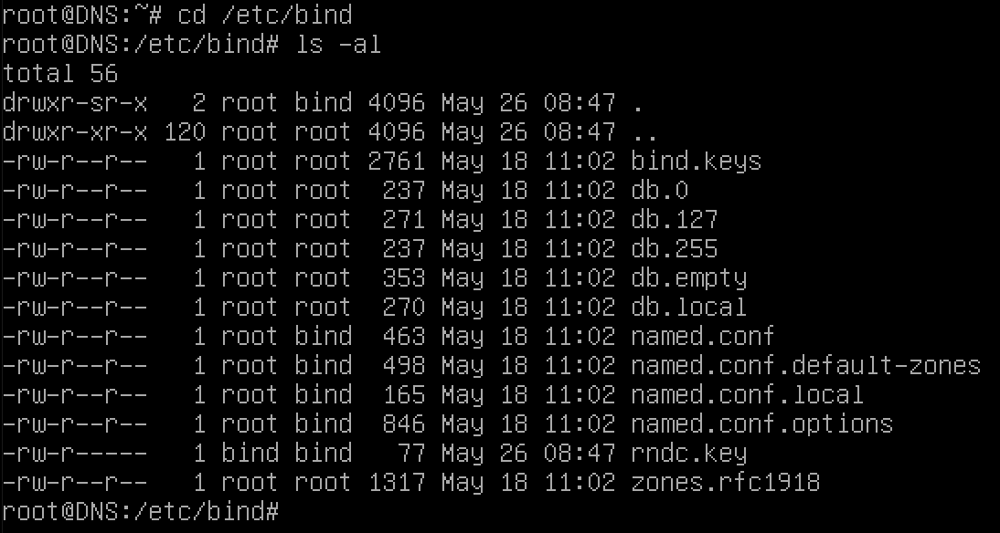 root@DNS:~# cd /etc/bind
root@DNS:/etc/bind# ls -al
total 56
drwxr-sr-x   2 root bind 4096 May 26 08:47 .
drwxr-xr-x 120 root root 4096 May 26 08:47 ..
-rw-r--r--   1 root root 2761 May 18 11:02 bind.keys
-rw-r--r--   1 root root  237 May 18 11:02 db.0
-rw-r--r--   1 root root  271 May 18 11:02 db.127
-rw-r--r--   1 root root  237 May 18 11:02 db.255
-rw-r--r--   1 root root  353 May 18 11:02 db.empty
-rw-r--r--   1 root root  270 May 18 11:02 db.local
-rw-r--r--   1 root bind  463 May 18 11:02 named.conf
-rw-r--r--   1 root bind  498 May 18 11:02 named.conf.default-zones
-rw-r--r--   1 root bind  165 May 18 11:02 named.conf.local
-rw-r--r--   1 root bind  846 May 18 11:02 named.conf.options
-rw-r-----   1 bind bind   77 May 26 08:47 rndc.key
-rw-r--r--   1 root root 1317 May 18 11:02 zones.rfc1918
root@DNS:/etc/bind#